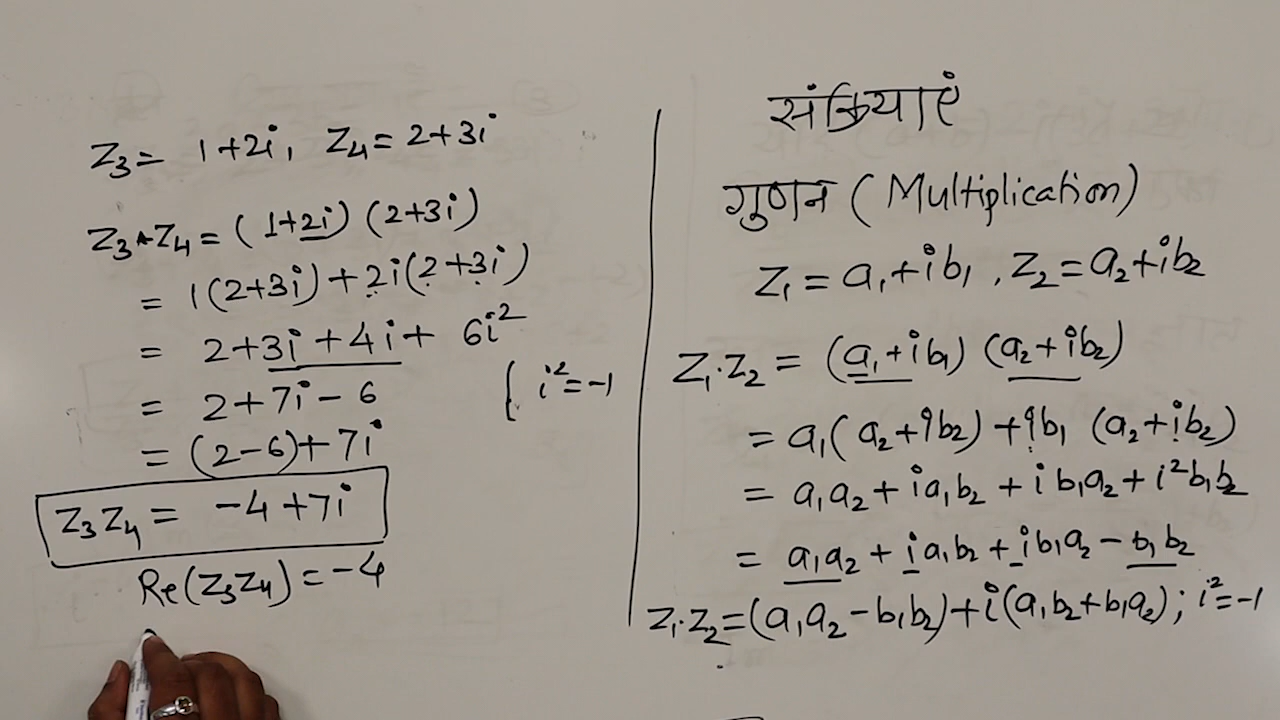 Z₃ = 1+2i, Z₄ = 2+3i
Z₃·Z₄ = (1+2i) (2+3i)
= 1(2+3i) + 2i(2+3i)
= 2+3i+4i+ 6i²
{ i²=-1
= 2+7i-6
= (2-6)+7i
Z₃Z₄ = -4+7i
Re(Z₃Z₄) = -4
संक्रियाएं
गुणन (Multiplication)
Z₁ = a₁+ib₁, Z₂ = a₂+ib₂
Z₁·Z₂ = (a₁+ib₁) (a₂+ib₂)
= a₁(a₂+ib₂) + ib₁ (a₂+ib₂)
= a₁a₂ + ia₁b₂ + ib₁a₂ + i²b₁b₂
= a₁a₂ + ia₁b₂ + ib₁a₂ - b₁b₂
Z₁·Z₂ = (a₁a₂-b₁b₂)+i(a₁b₂+b₁a₂); i²=-1